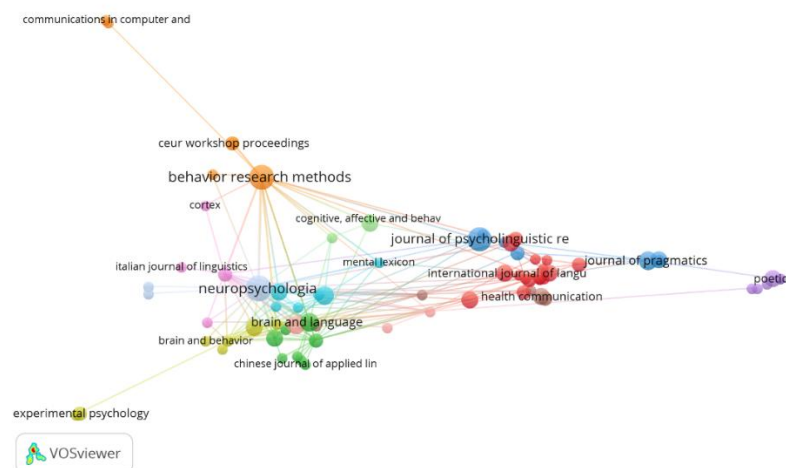 communications in computer and
ceur workshop proceedings
behavior research methods
cortex
cognitive, affective and behav
journal of psycholinguistic re
mental lexicon
journal of pragmatics
italian journal of linguistics
international journal of langu
poetic
neuropsychologia
health communication
brain and language
brain and behavior
chinese journal of applied lin
experimental psychology
VOSviewer